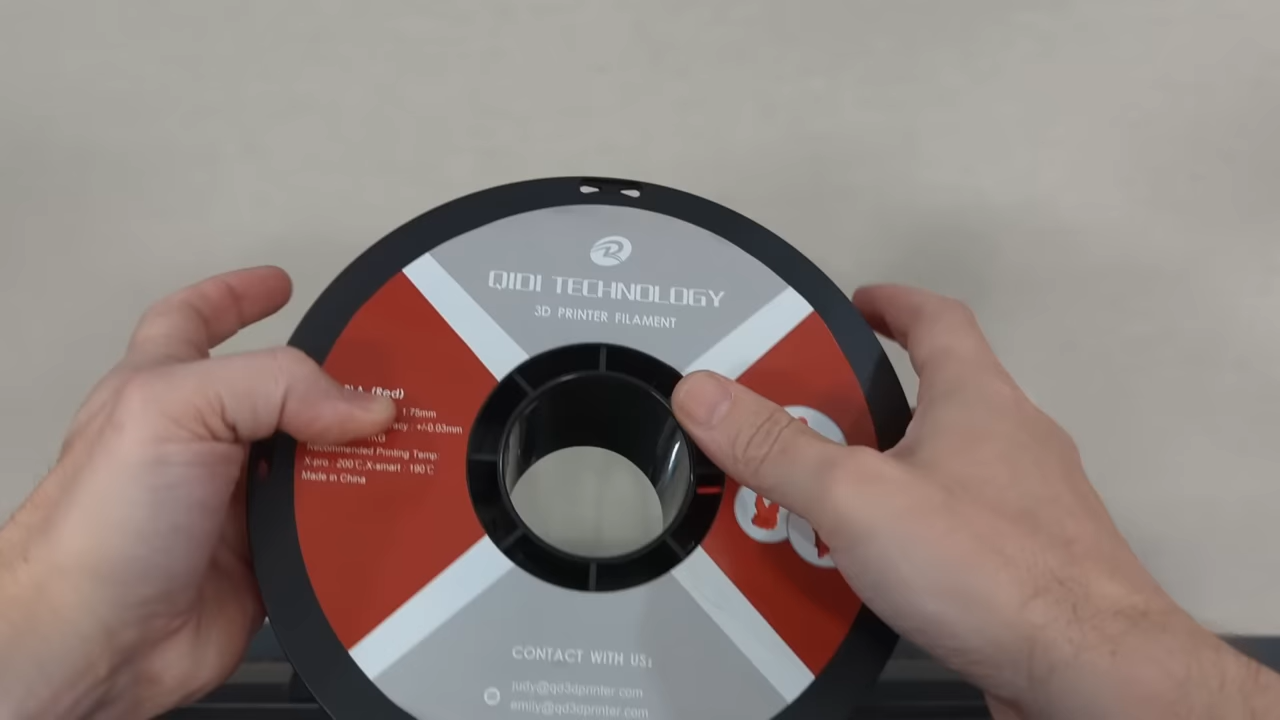 QIDI TECHNOLOGY
3D PRINTER FILAMENT
PLA (Red)
1.75mm
: +/-0.03mm
1KG
Recommended Printing Temp:
X-pro : 200℃,X-smart : 190℃
Made in China
CONTACT WITH US:
judy@qd3dprinter.com
emily@qd3dprinter.com